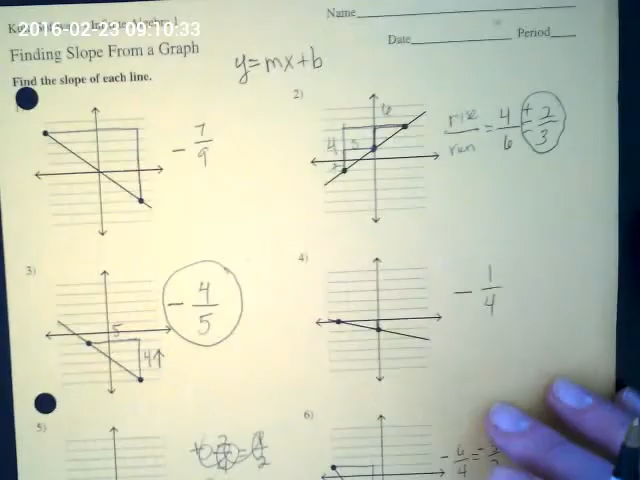 2016-02-23 09:10:33
Algebra 1
Name
Finding Slope From a Graph
Date Period
y=mx+b
Find the slope of each line.
2)
- 7/9
6
4
5
rise/run = 4/6 = + 2/3
3)
4)
- 4/5
5
4↑
- 1/4
5)
6)